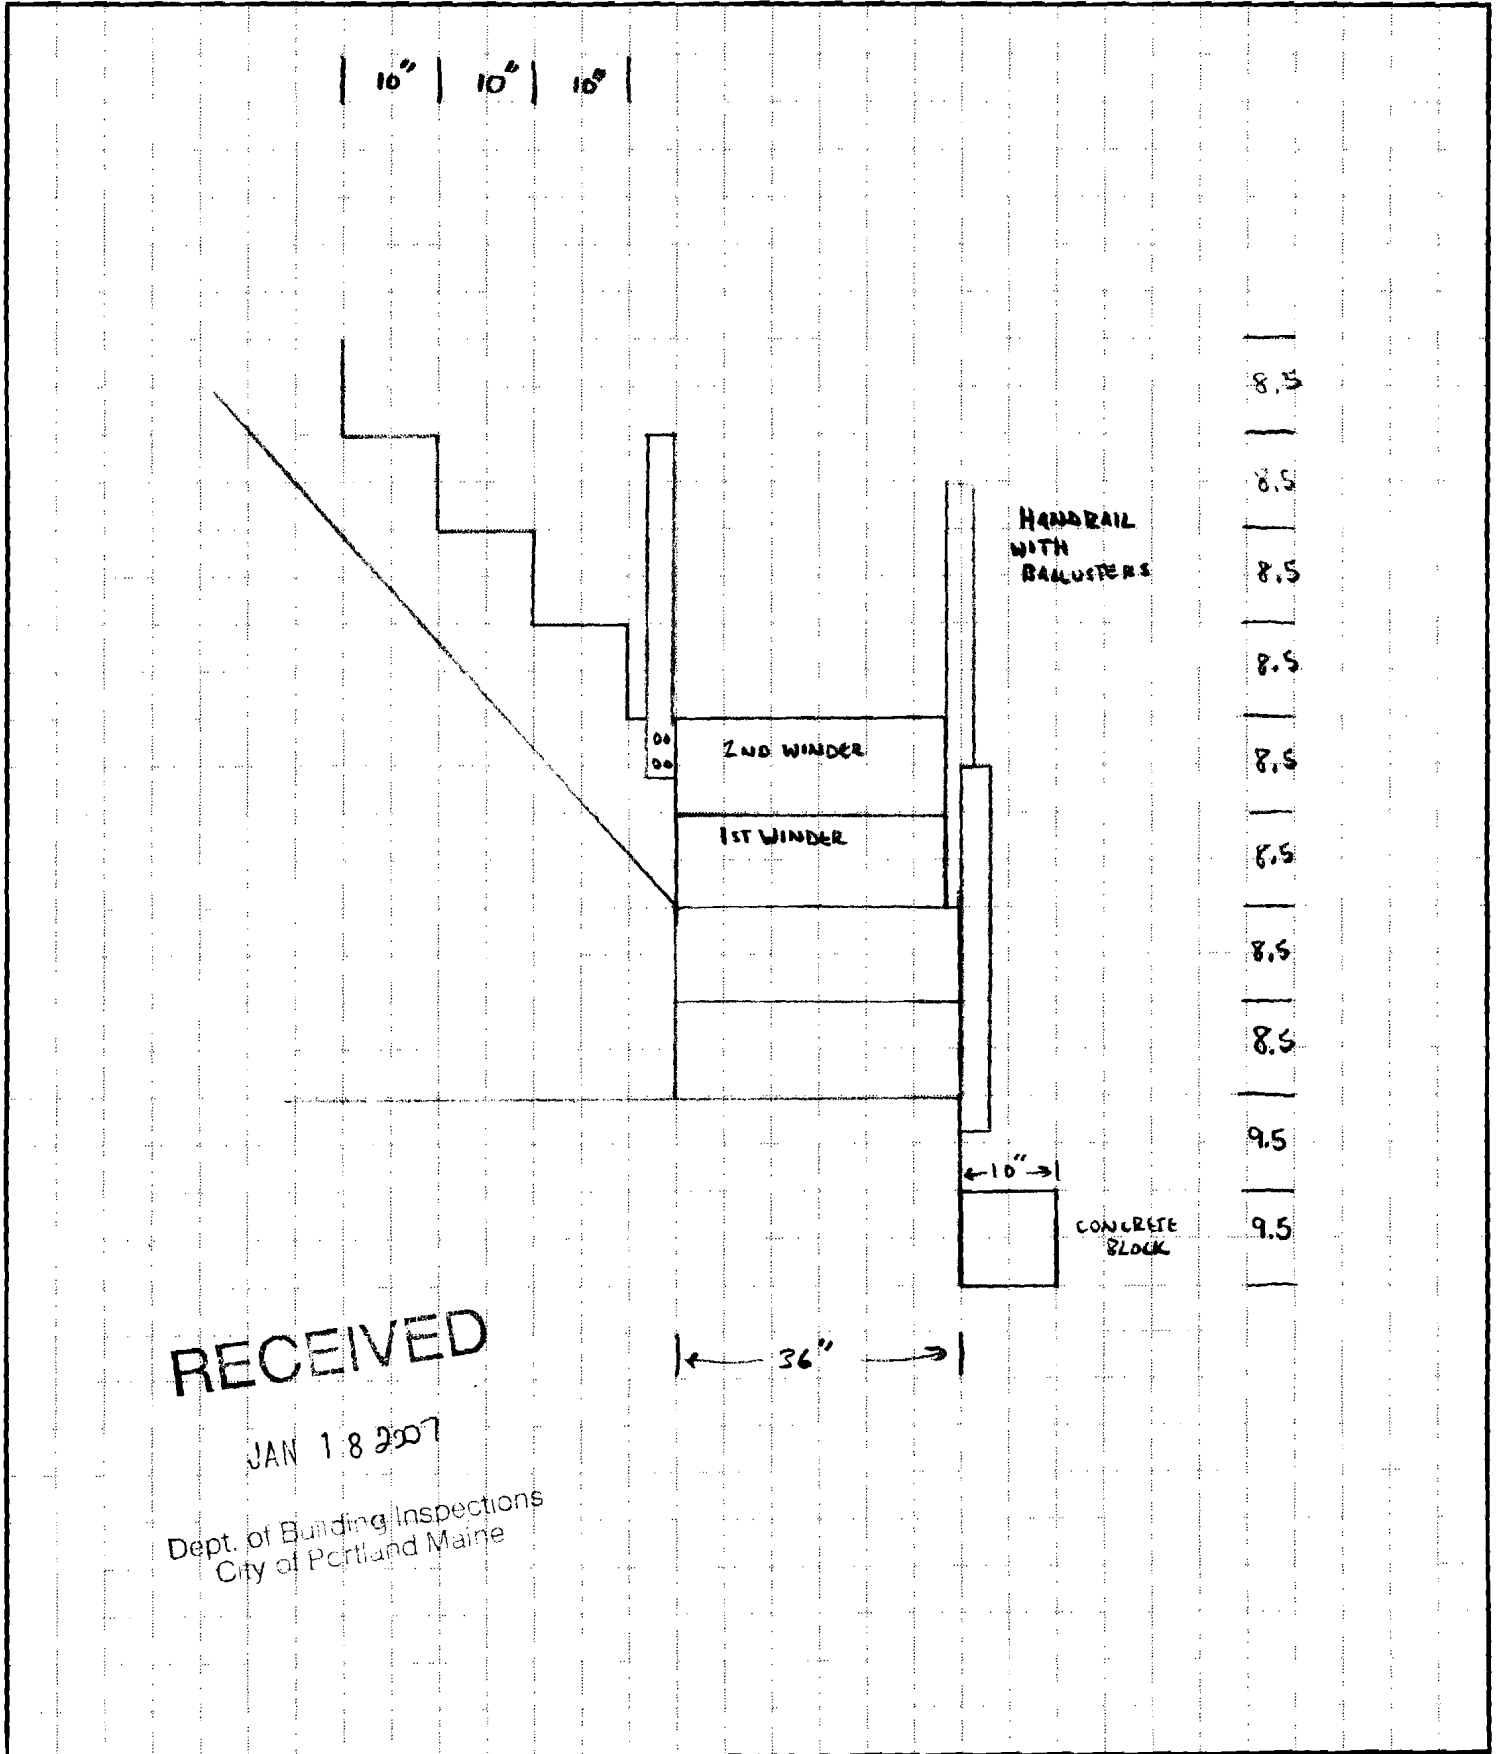 10" 10" 10"
8.5
8.5
HANDRAIL
WITH
BALLUSTERS
8.5
8.5
2ND WINDER
8.5
1ST WINDER
8.5
8.5
8.5
9.5
10"
CONCRETE
BLOCK
9.5
36"
RECEIVED
JAN 18 2007
Dept. of Building Inspections
City of Portland Maine